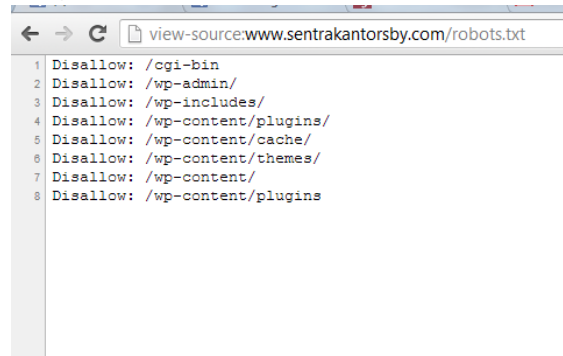 view-source:www.sentrakantorsby.com/robots.txt
1 Disallow: /cgi-bin
2 Disallow: /wp-admin/
3 Disallow: /wp-includes/
4 Disallow: /wp-content/plugins/
5 Disallow: /wp-content/cache/
6 Disallow: /wp-content/themes/
7 Disallow: /wp-content/
8 Disallow: /wp-content/plugins